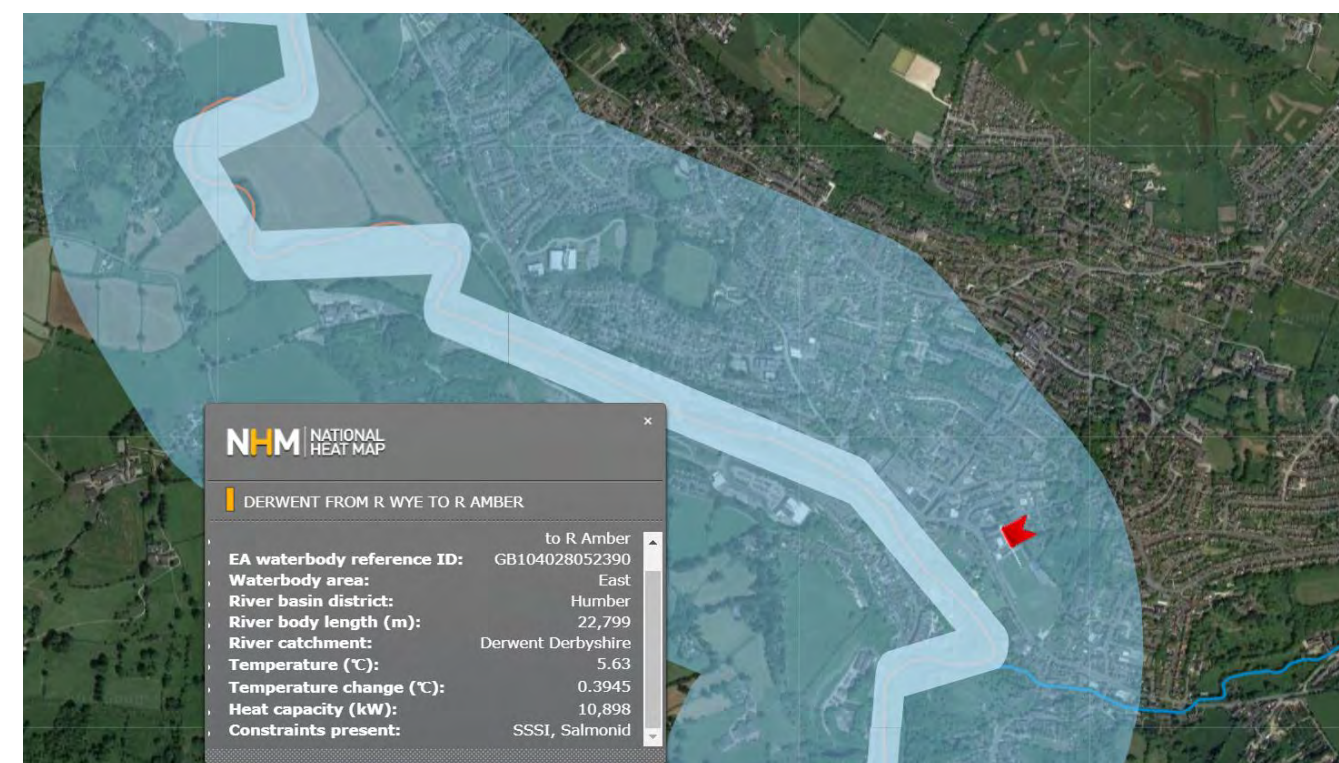 ×
NHM NATIONAL
HEAT MAP
DERWENT FROM R WYE TO R AMBER
to R Amber
EA waterbody reference ID: GB104028052390
Waterbody area: East
River basin district: Humber
River body length (m): 22,799
River catchment: Derwent Derbyshire
Temperature (℃): 5.63
Temperature change (℃): 0.3945
Heat capacity (kW): 10,898
Constraints present: SSSI, Salmonid